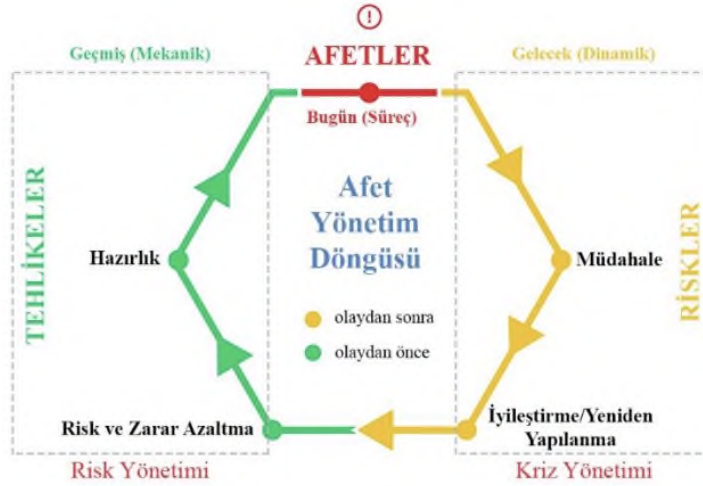 AFETLER
Geçmiş (Mekanik)
Gelecek (Dinamik)
Bugün (Süreç)
TEHLİKELER
Afet
Yönetim
Döngüsü
Hazırlık
Müdahale
RİSKLER
olaydan sonra
olaydan önce
Risk ve Zarar Azaltma
İyileştirme/Yeniden
Yapılanma
Risk Yönetimi
Kriz Yönetimi